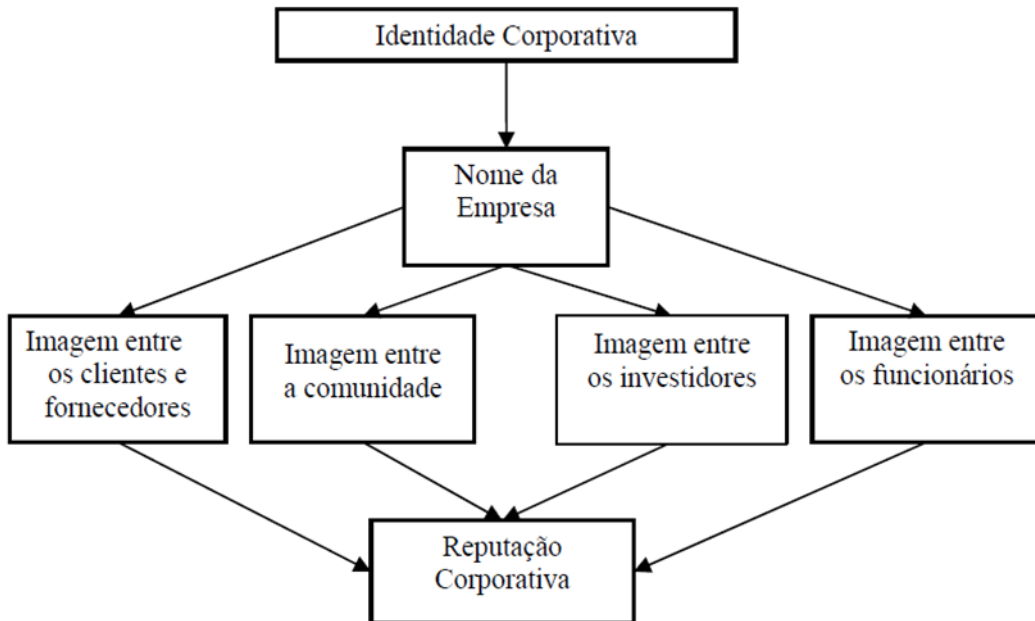 Identidade Corporativa
Nome da
Empresa
Imagem entre
os clientes e
fornecedores
Imagem entre
a comunidade
Imagem entre
os investidores
Imagem entre
os funcionários
Reputação
Corporativa